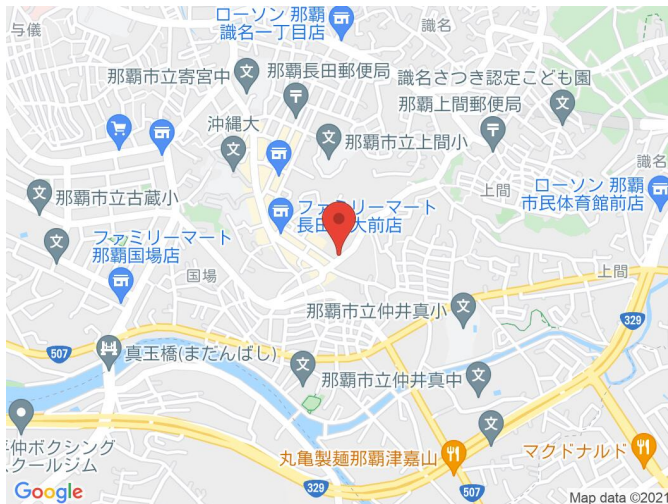 ローソン 那覇
識名一丁目店
与儀
那覇市立寄宮中
那覇長田郵便局
識名さつき認定こども園
那覇上間郵便局
沖縄大
那覇市立上間小
識名
上間
ローソン 那覇
市民体育館前店
那覇市立古蔵小
ファミリーマート
長田
大前店
ファミリーマート
那覇国場店
国場
上間
那覇市立仲井真小
329
507
真玉橋(まだんばし)
那覇市立仲井真中
507
平仲ボクシング
スクールジム
丸亀製麺那覇津嘉山
マクドナルド
329
Google
Map data ©2021